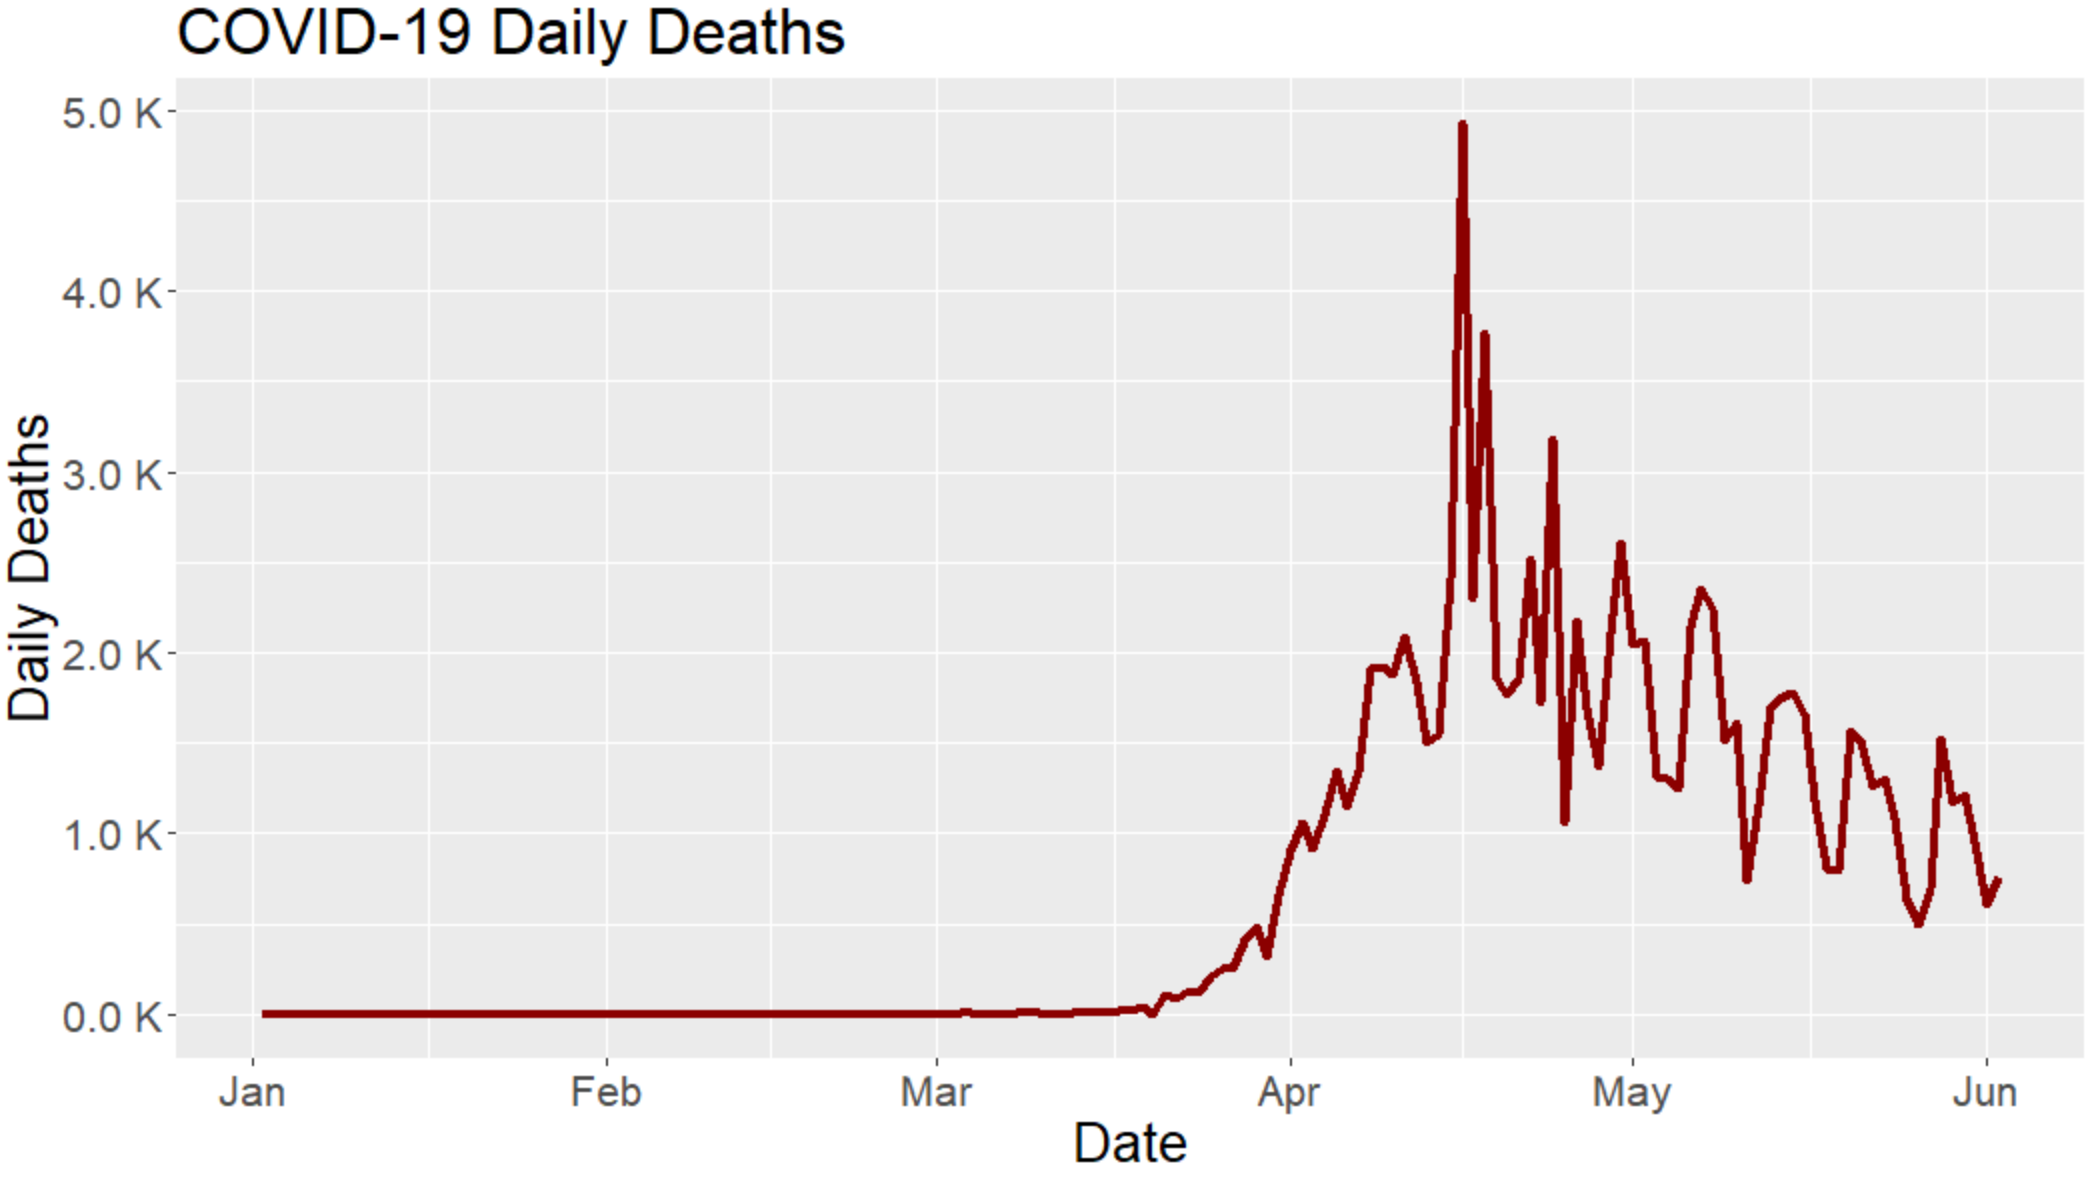 COVID-19 Daily Deaths
Daily Deaths
5.0 K
4.0 K
3.0 K
2.0 K
1.0 K
0.0 K
Jan Feb Mar Apr May Jun
Date